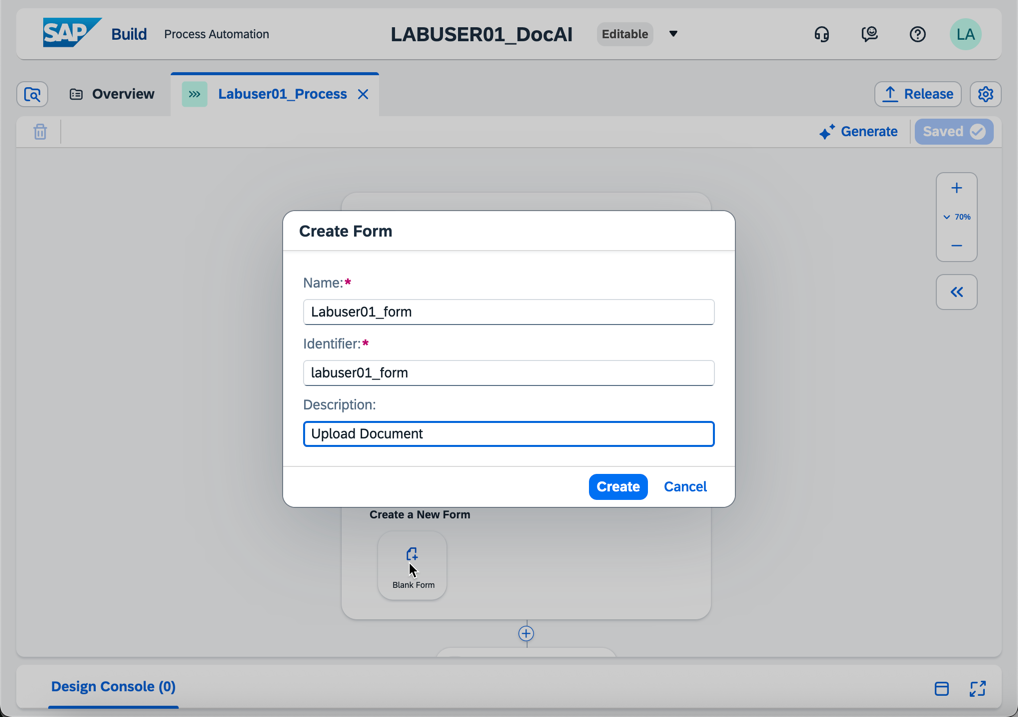 SAP Build Process Automation LABUSER01_DocAI Editable LA
Overview Labuser01_Process Release
Generate Saved
70%
Create Form
Name:*
Labuser01_form
Identifier:*
labuser01_form
Description:
Upload Document
Create Cancel
Create a New Form
Blank Form
Design Console (0)